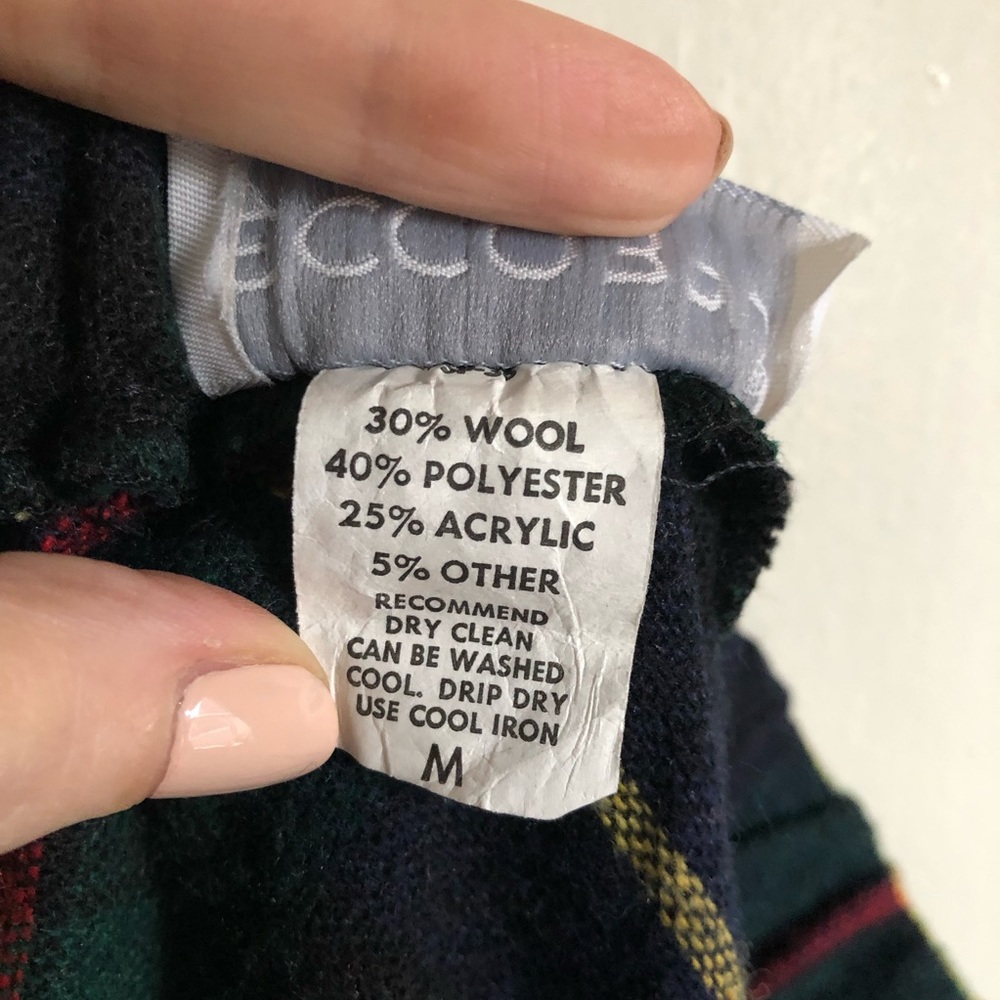 30% WOOL
40% POLYESTER
25% ACRYLIC
5% OTHER
RECOMMEND
DRY CLEAN
CAN BE WASHED
COOL. DRIP DRY
USE COOL IRON
M